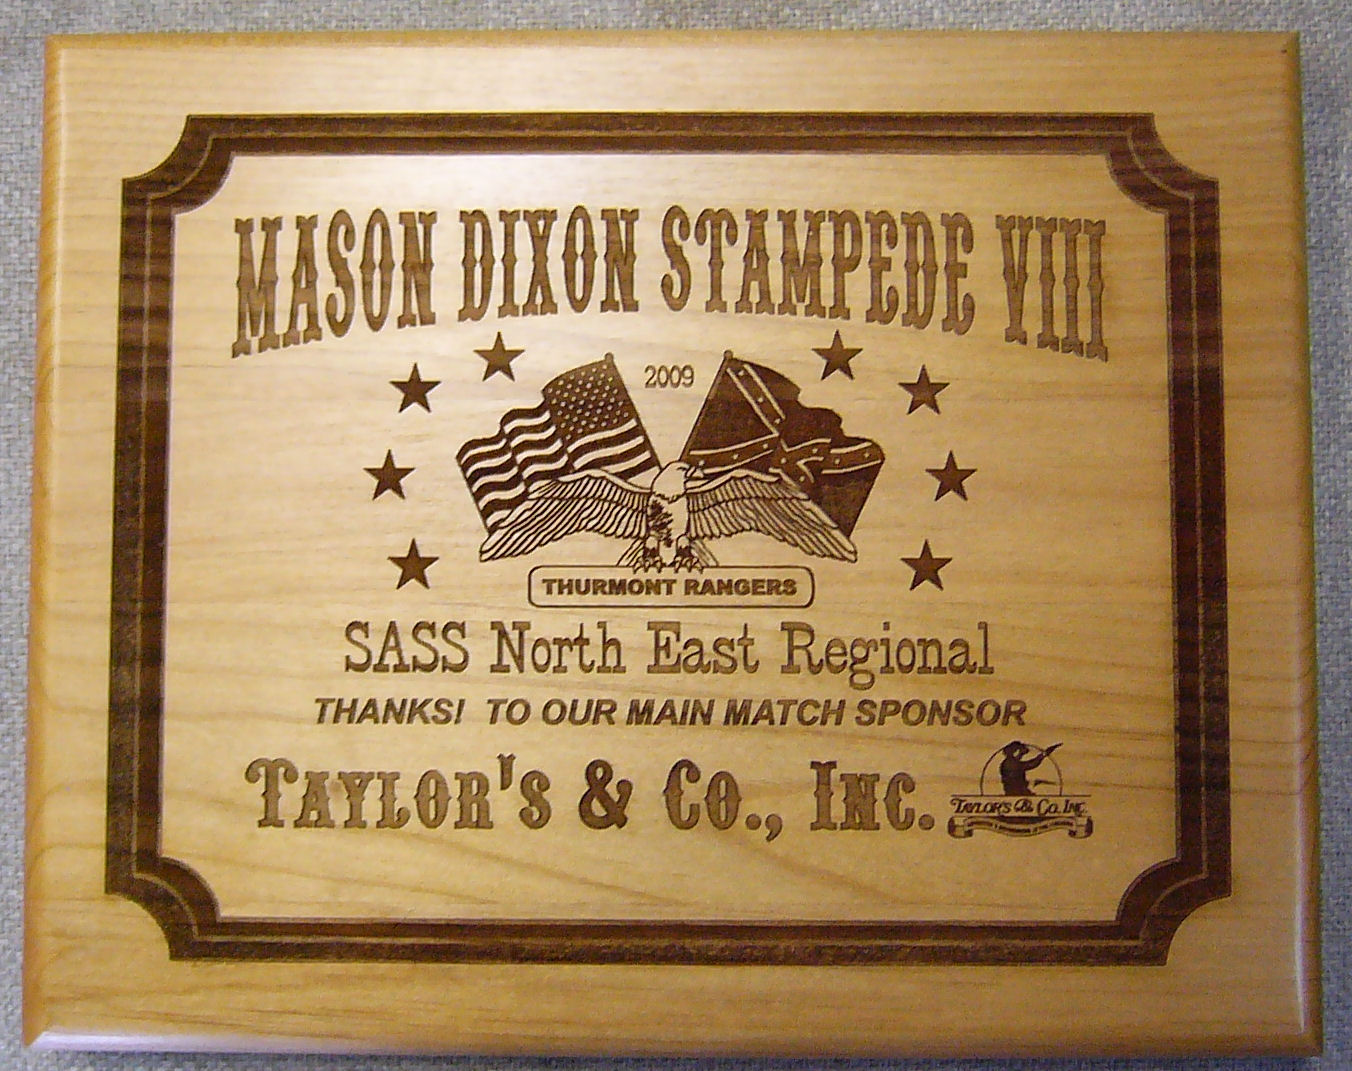 MASON DIXON STAMPEDE VIII
2009
THURMONT RANGERS
SASS North East Regional
THANKS! TO OUR MAIN MATCH SPONSOR
TAYLOR'S & CO., INC.
TAYLOR'S & CO. INC.